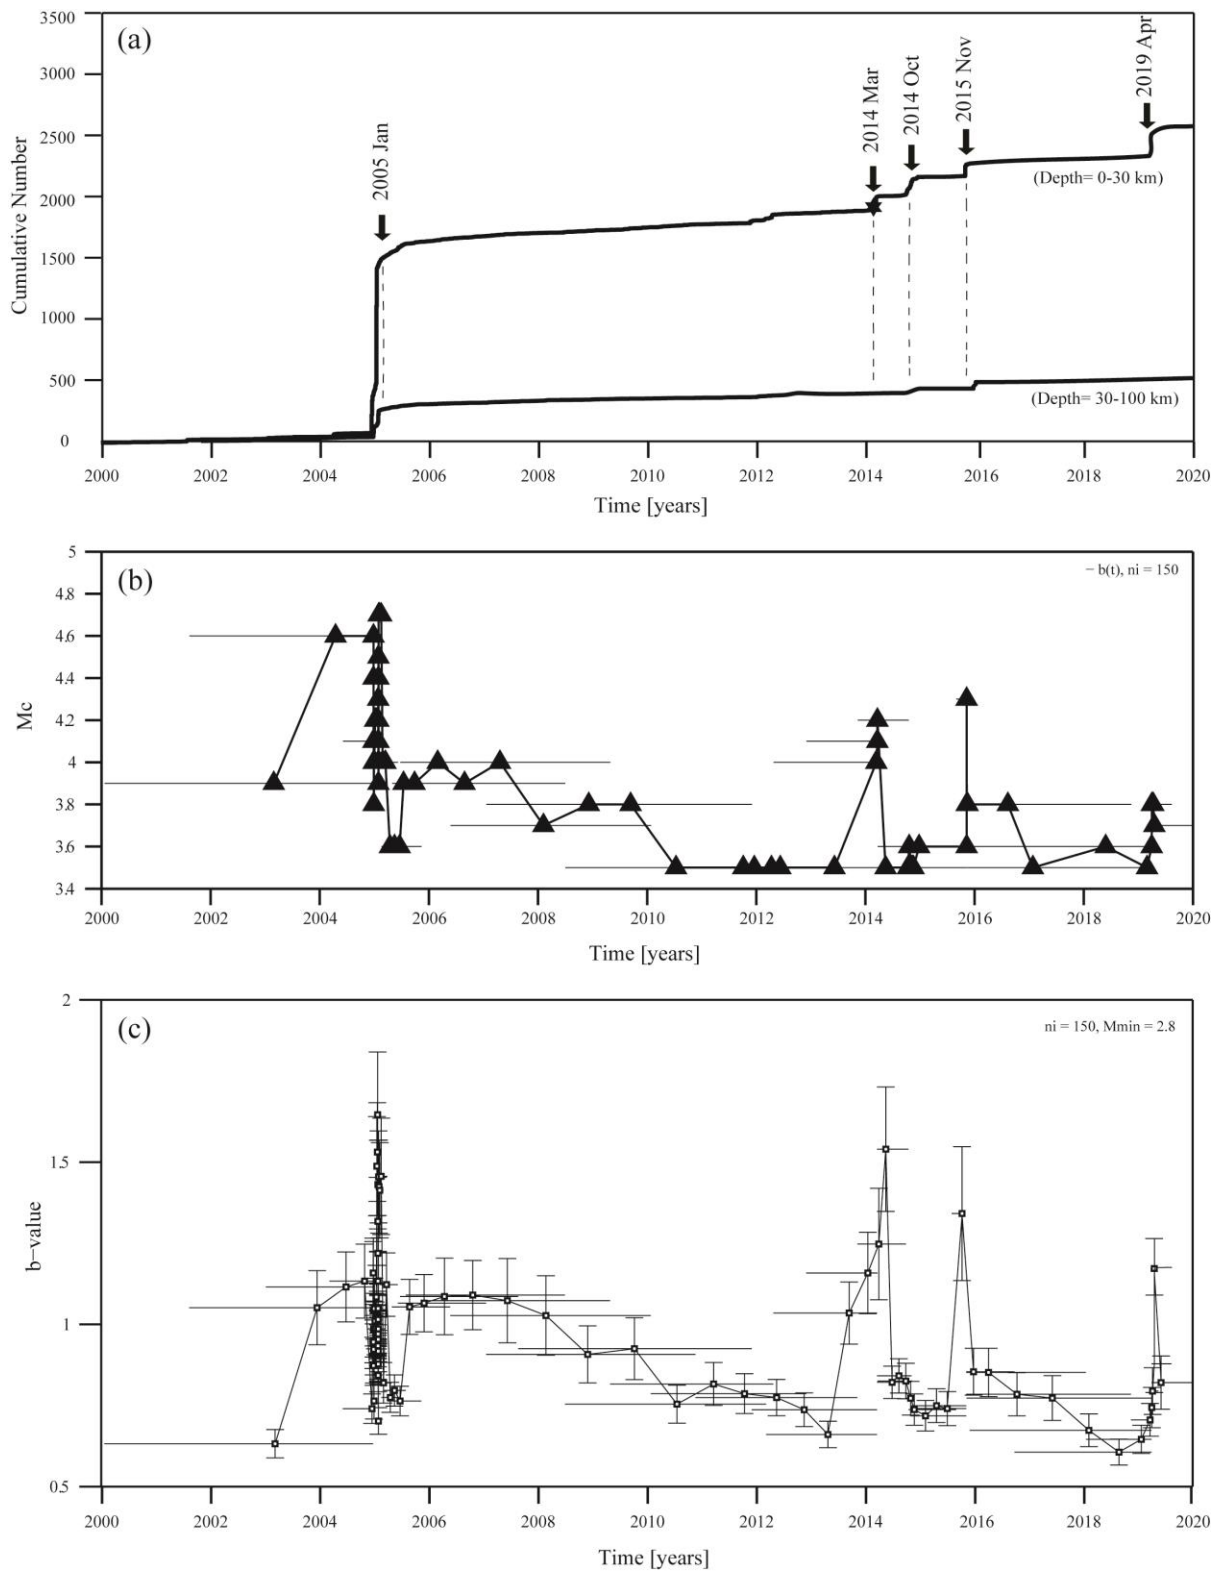 (a)
3500
3000
2500
2000
1500
1000
500
0
Cumulative Number
2005 Jan
2014 Mar
2014 Oct
2015 Nov
2019 Apr
(Depth= 0-30 km)
(Depth= 30-100 km)
2000 2002 2004 2006 2008 2010 2012 2014 2016 2018 2020
Time [years]
(b)
− b(t), ni = 150
5
4.8
4.6
4.4
4.2
4
3.8
3.6
3.4
Mc
2000 2002 2004 2006 2008 2010 2012 2014 2016 2018 2020
Time [years]
(c)
ni = 150, Mmin = 2.8
2
1.5
1
0.5
b−value
2000 2002 2004 2006 2008 2010 2012 2014 2016 2018 2020
Time [years]